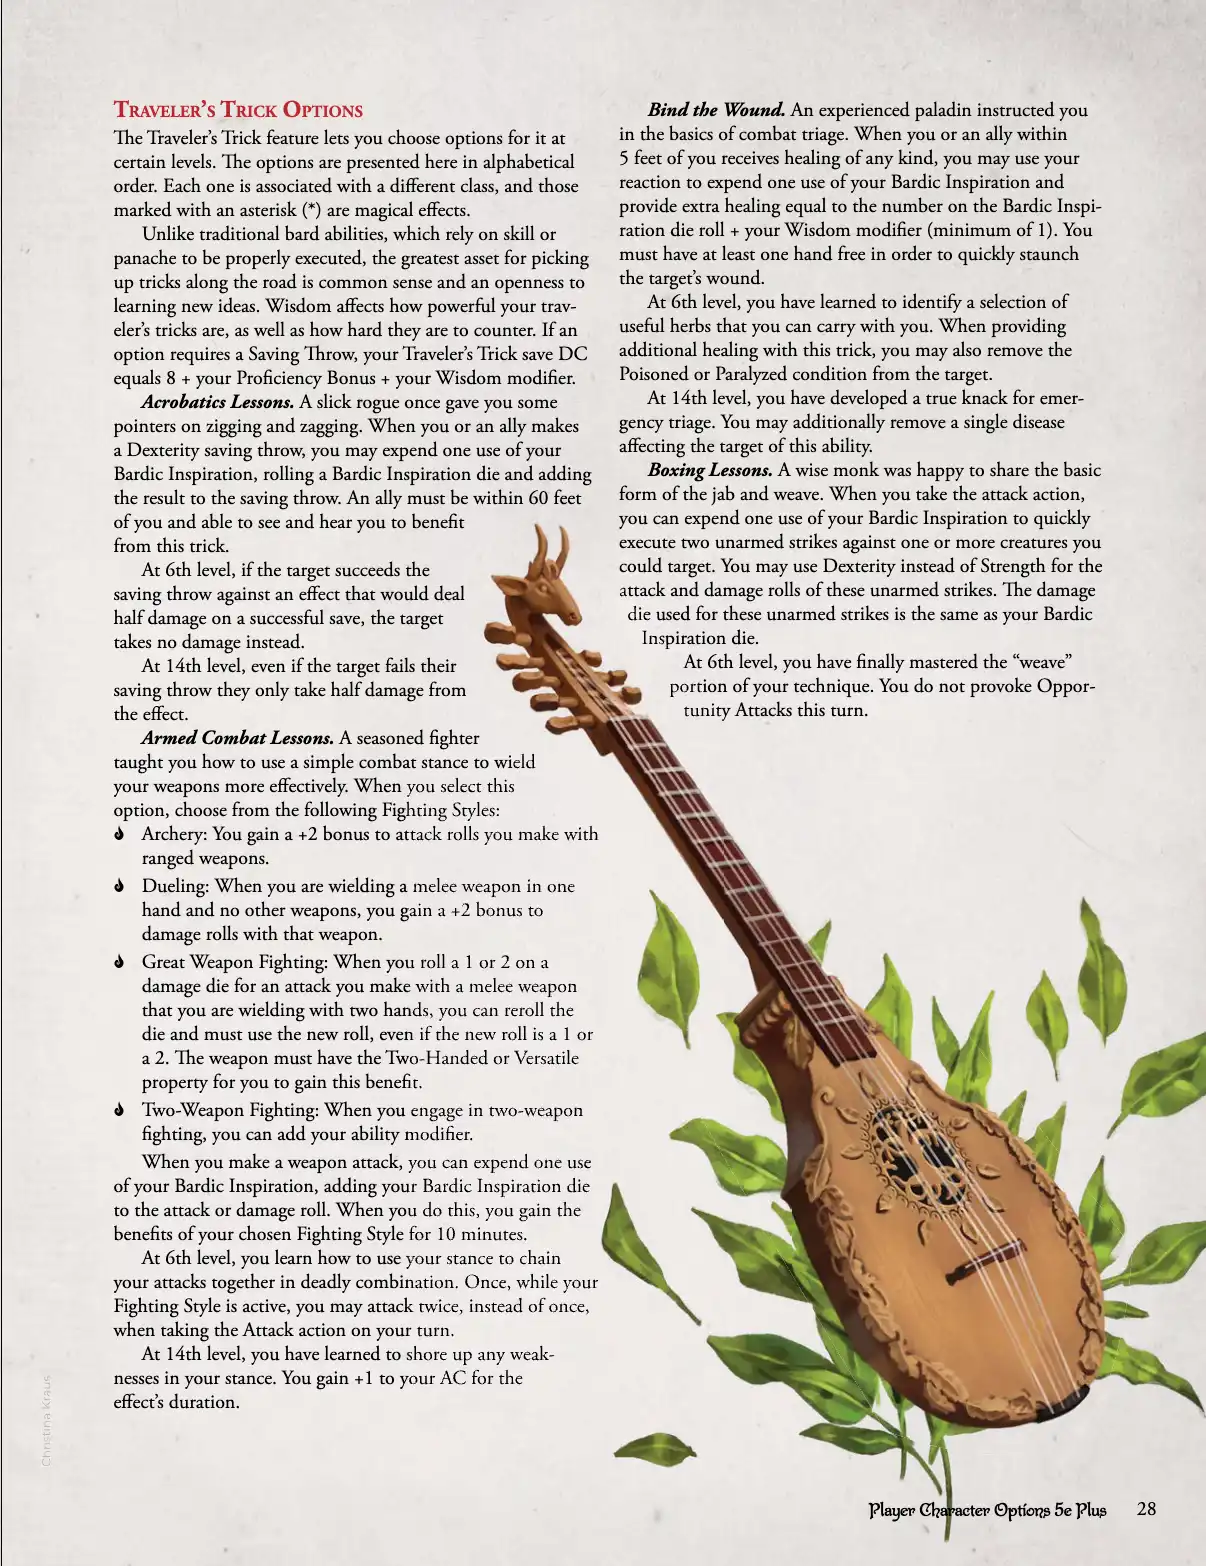 TRAVELER'S TRICK OPTIONS
The Traveler's Trick feature lets you choose options for it at
certain levels. The options are presented here in alphabetical
order. Each one is associated with a different class, and those
marked with an asterisk (*) are magical effects.
Unlike traditional bard abilities, which rely on skill or
panache to be properly executed, the greatest asset for picking
up tricks along the road is common sense and an openness to
learning new ideas. Wisdom affects how powerful your trav-
eler's tricks are, as well as how hard they are to counter. If an
option requires a Saving Throw, your Traveler's Trick save DC
equals 8 + your Proficiency Bonus + your Wisdom modifier.
Acrobatics Lessons. A slick rogue once gave you some
pointers on zigging and zagging. When you or an ally makes
a Dexterity saving throw, you may expend one use of your
Bardic Inspiration, rolling a Bardic Inspiration die and adding
the result to the saving throw. An ally must be within 60 feet
of you and able to see and hear you to benefit
from this trick.
At 6th level, if the target succeeds the
saving throw against an effect that would deal
half damage on a successful save, the target
takes no damage instead.
At 14th level, even if the target fails their
saving throw they only take half damage from
the effect.
Armed Combat Lessons. A seasoned fighter
taught you how to use a simple combat stance to wield
your weapons more effectively. When you select this
option, choose from the following Fighting Styles:
Archery: You gain a +2 bonus to attack rolls you make with
ranged weapons.
Dueling: When you are wielding a melee weapon in one
hand and no other weapons, you gain a +2 bonus to
damage rolls with that weapon.
Great Weapon Fighting: When you roll a 1 or 2 on a
damage die for an attack you make with a melee weapon
that you are wielding with two hands, you can reroll the
die and must use the new roll, even if the new roll is a 1 or
a 2. The weapon must have the Two-Handed or Versatile
property for you to gain this benefit.
Two-Weapon Fighting: When you engage in two-weapon
fighting, you can add your ability modifier.
When you make a weapon attack, you can expend one use
of your Bardic Inspiration, adding your Bardic Inspiration die
to the attack or damage roll. When you do this, you gain the
benefits of your chosen Fighting Style for 10 minutes.
At 6th level, you learn how to use your stance to chain
your attacks together in deadly combination. Once, while your
Fighting Style is active, you may attack twice, instead of once,
when taking the Attack action on your turn.
At 14th level, you have learned to shore up any weak-
nesses in your stance. You gain +1 to your AC for the
effect's duration.
Bind the Wound. An experienced paladin instructed you
in the basics of combat triage. When you or an ally within
5 feet of you receives healing of any kind, you may use your
reaction to expend one use of your Bardic Inspiration and
provide extra healing equal to the number on the Bardic Inspi-
ration die roll + your Wisdom modifier (minimum of 1). You
must have at least one hand free in order to quickly staunch
the target's wound.
At 6th level, you have learned to identify a selection of
useful herbs that you can carry with you. When providing
additional healing with this trick, you may also remove the
Poisoned or Paralyzed condition from the target.
At 14th level, you have developed a true knack for emer-
gency triage. You may additionally remove a single disease
affecting the target of this ability.
Boxing Lessons. A wise monk was happy to share the basic
form of the jab and weave. When you take the attack action,
you can expend one use of your Bardic Inspiration to quickly
execute two unarmed strikes against one or more creatures you
could target. You may use Dexterity instead of Strength for the
attack and damage rolls of these unarmed strikes. The damage
die used for these unarmed strikes is the same as your Bardic
Inspiration die.
At 6th level, you have finally mastered the “weave”
portion of your technique. You do not provoke Oppor-
tunity Attacks this turn.
Christina Kraus
Player Character Options 5e Plus 28